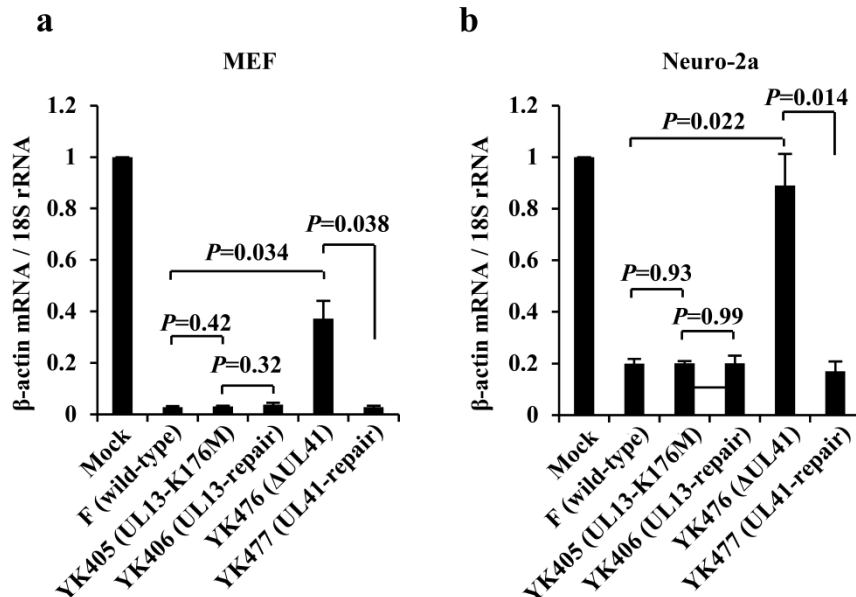 a
MEF
β-actin mRNA / 18S rRNA
1.2
1
0.8
0.6
0.4
0.2
0
P=0.038
P=0.034
P=0.42
P=0.32
Mock
F (wild-type)
YK405 (UL13-K176M)
YK406 (UL13-repair)
YK476 (ΔUL41)
YK477 (UL41-repair)
b
Neuro-2a
β-actin mRNA / 18S rRNA
1.2
1
0.8
0.6
0.4
0.2
0
P=0.014
P=0.022
P=0.93
P=0.99
Mock
F (wild-type)
YK405 (UL13-K176M)
YK406 (UL13-repair)
YK476 (ΔUL41)
YK477 (UL41-repair)